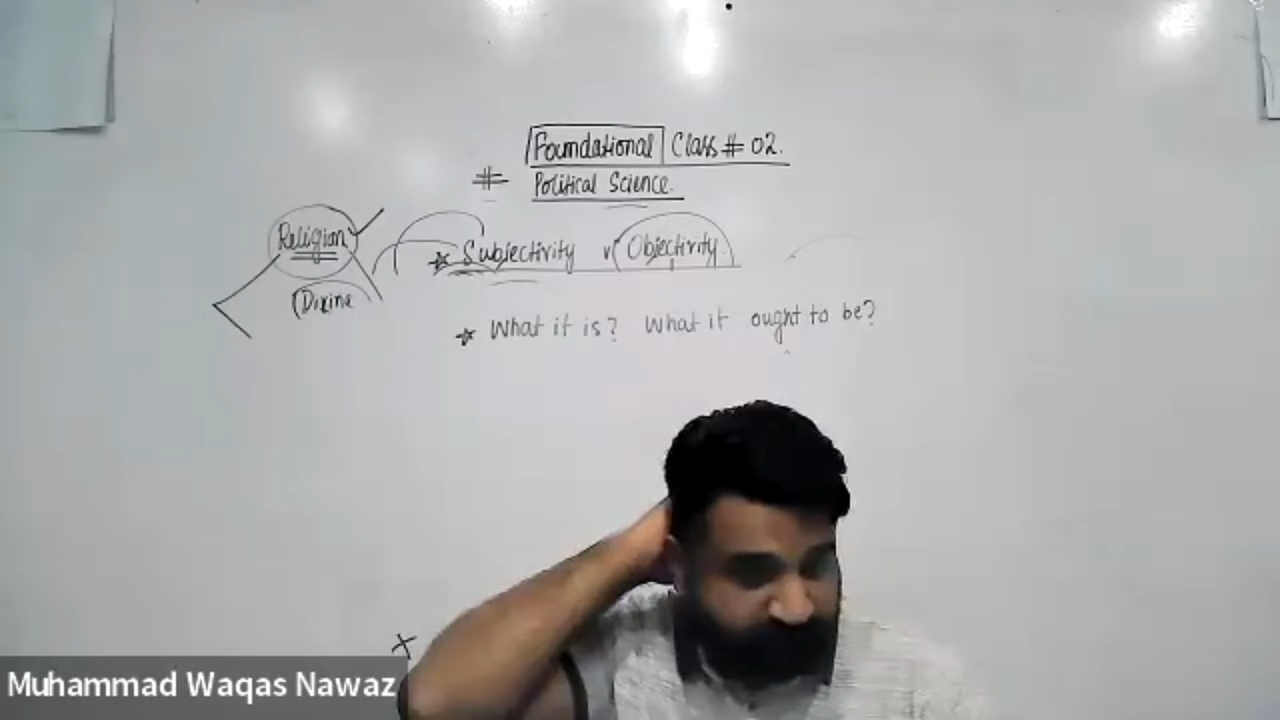 Foundational Class # 02.
# Political Science.
Religion
* Subjectivity v Objectivity
(Divine
* What it is? What it ought to be?
x
Muhammad Waqas Nawaz